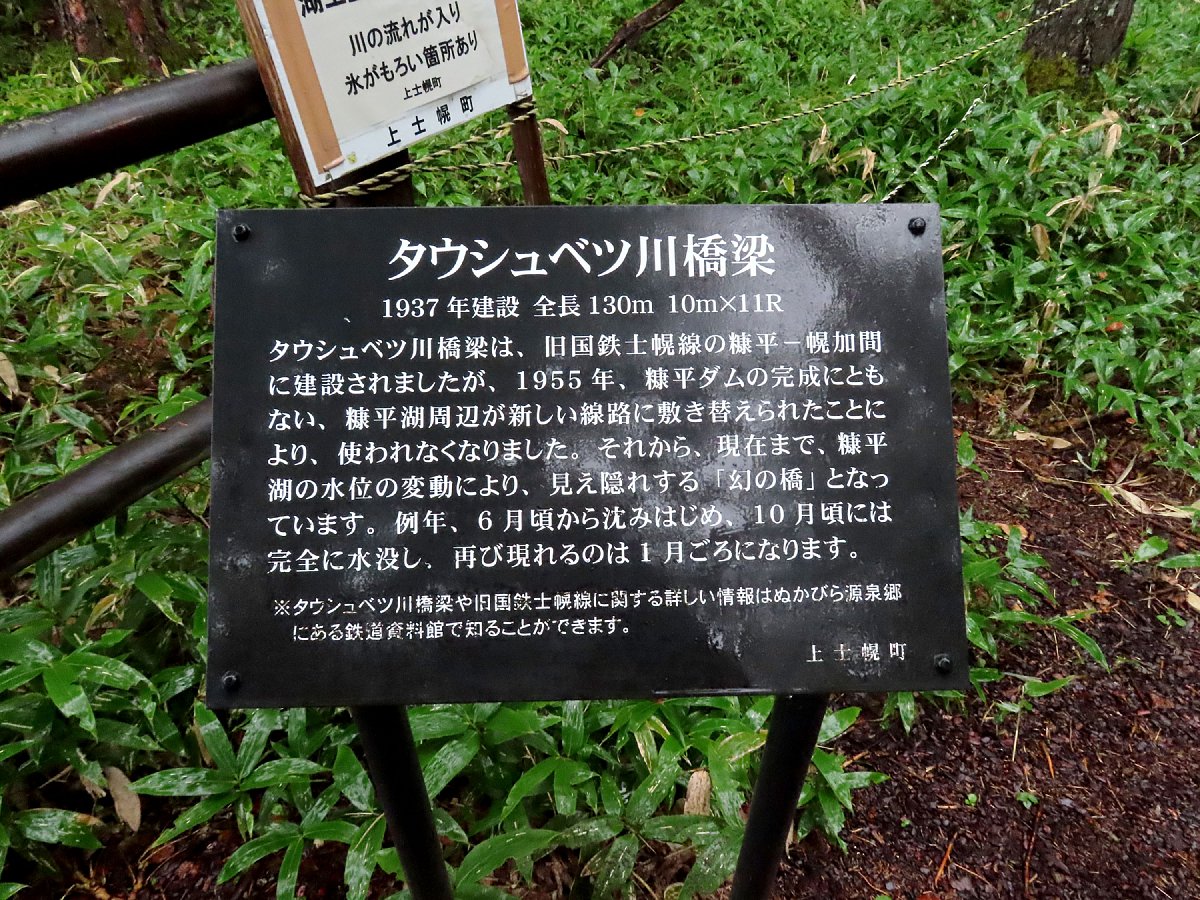 川の流れが入り
氷がもろい箇所あり
上士幌町
上士幌町
タウシュベツ川橋梁
1937年建設 全長130m 10m×11R
タウシュベツ川橋梁は、旧国鉄士幌線の糠平－幌加間
に建設されましたが、1955年、糠平ダムの完成にとも
ない、糠平湖周辺が新しい線路に敷き替えられたことに
より、使われなくなりました。それから、現在まで、糠平
湖の水位の変動により、見え隠れする「幻の橋」となっ
ています。例年、6月頃から沈みはじめ、10月頃には
完全に水没し、再び現れるのは1月ごろになります。
※タウシュベツ川橋梁や旧国鉄士幌線に関する詳しい情報はぬかびら源泉郷
にある鉄道資料館で知ることができます。
上士幌町